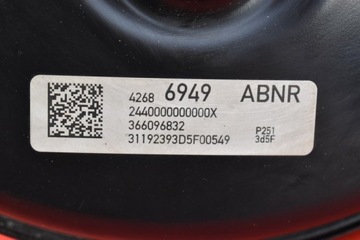 4268 6949 ABNR
2440000000000X
366096832 P251
31192393D5F00549 3d5F